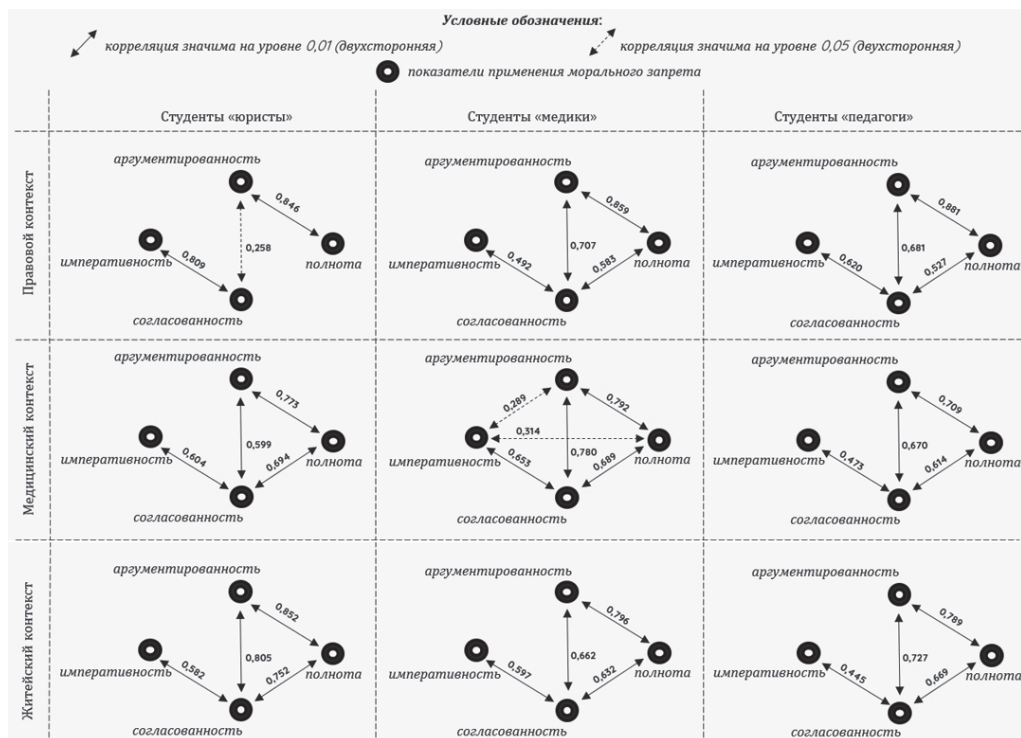 Условные обозначения:
корреляция значима на уровне 0,01 (двухсторонняя)
корреляция значима на уровне 0,05 (двухсторонняя)
показатели применения морального запрета
Студенты «юристы»
Студенты «медики»
Студенты «педагоги»
Правовой контекст
аргументированность
0,846
0,258
0,809
императивность
полнота
согласованность
аргументированность
0,859
0,707
0,492
0,583
императивность
полнота
согласованность
аргументированность
0,881
0,681
0,620
0,527
императивность
полнота
согласованность
Медицинский контекст
аргументированность
0,773
0,599
0,604
0,694
императивность
полнота
согласованность
аргументированность
0,289
0,792
0,314
0,780
0,653
0,689
императивность
полнота
согласованность
аргументированность
0,709
0,670
0,473
0,614
императивность
полнота
согласованность
Житейский контекст
аргументированность
0,852
0,805
0,582
0,752
императивность
полнота
согласованность
аргументированность
0,796
0,662
0,597
0,632
императивность
полнота
согласованность
аргументированность
0,789
0,727
0,445
0,669
императивность
полнота
согласованность